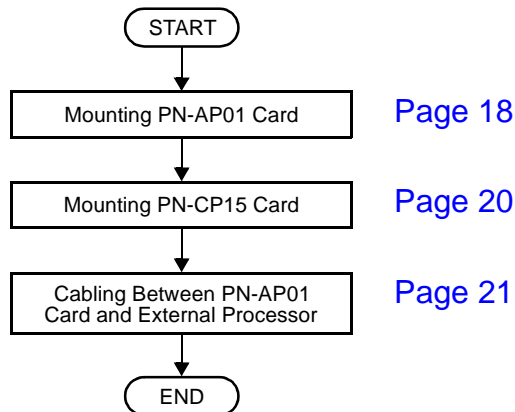 START
Mounting PN-AP01 Card
Page 18
Mounting PN-CP15 Card
Page 20
Cabling Between PN-AP01
Card and External Processor
Page 21
END